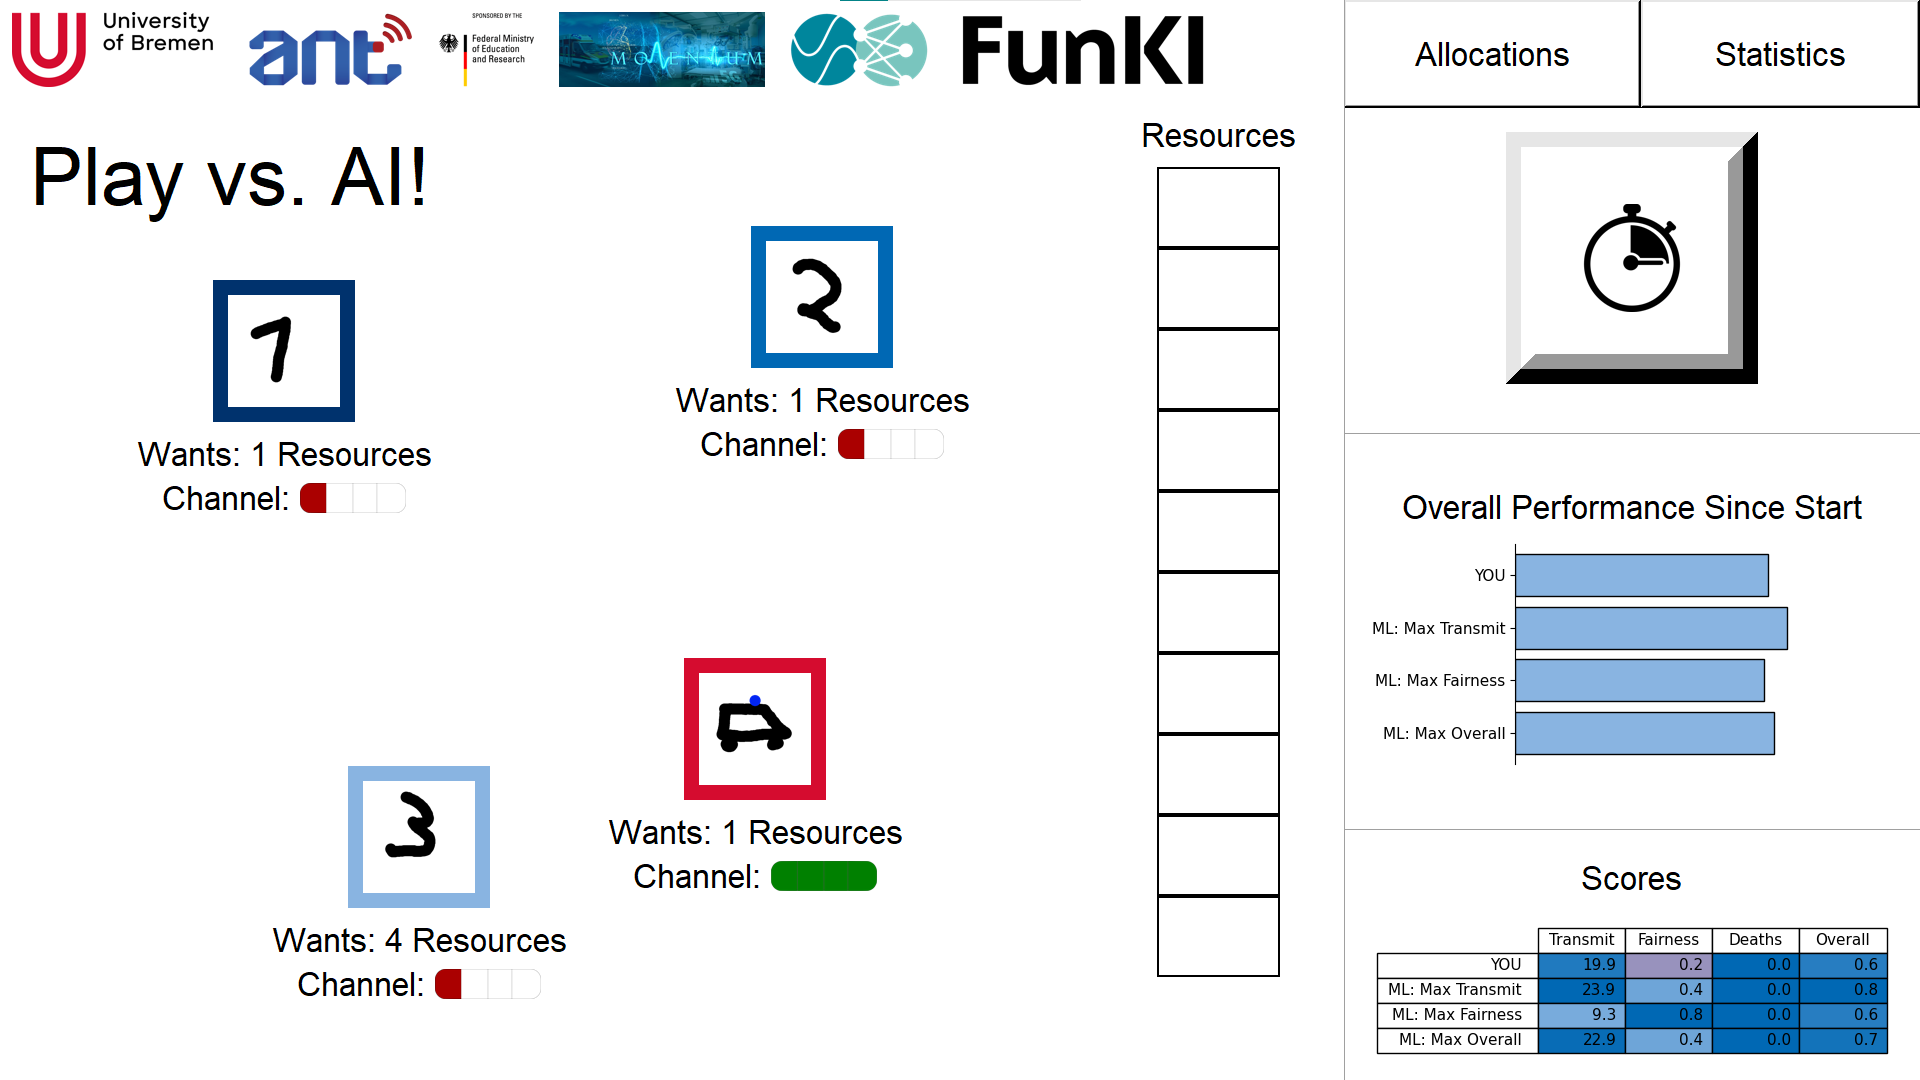 University
of Bremen
ant
SPONSORED BY THE
Federal Ministry
of Education
and Research
MOMENTUM
FunKI
Allocations
Statistics
Play vs. AI!
Resources
1
Wants: 1 Resources
Channel:
2
Wants: 1 Resources
Channel:
3
Wants: 4 Resources
Channel:
Wants: 1 Resources
Channel:
Overall Performance Since Start
YOU
ML: Max Transmit
ML: Max Fairness
ML: Max Overall
Scores
Transmit Fairness Deaths Overall
YOU 19.9 0.2 0.0 0.6
ML: Max Transmit 23.9 0.4 0.0 0.8
ML: Max Fairness 9.3 0.8 0.0 0.6
ML: Max Overall 22.9 0.4 0.0 0.7